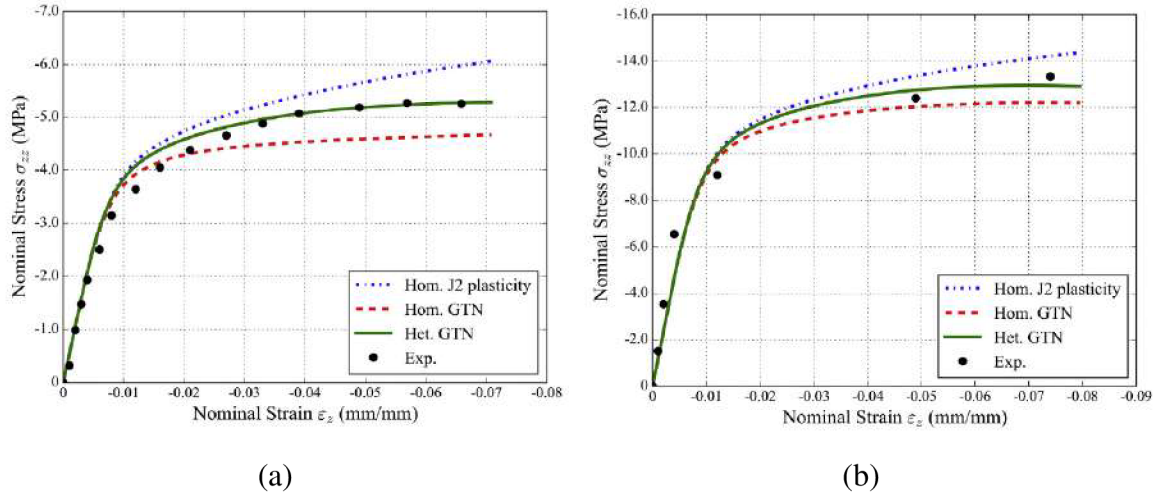 (a)
-7.0
-6.0
-5.0
-4.0
-3.0
-2.0
-1.0
0
0 -0.01 -0.02 -0.03 -0.04 -0.05 -0.06 -0.07 -0.08
Nominal Stress σzz (MPa)
Nominal Strain εz (mm/mm)
Hom. J2 plasticity
Hom. GTN
Het. GTN
Exp.
(b)
-16.0
-14.0
-12.0
-10.0
-8.0
-6.0
-4.0
-2.0
0
0 -0.01 -0.02 -0.03 -0.04 -0.05 -0.06 -0.07 -0.08 -0.09
Nominal Stress σzz (MPa)
Nominal Strain εz (mm/mm)
Hom. J2 plasticity
Hom. GTN
Het. GTN
Exp.
(a)
(b)